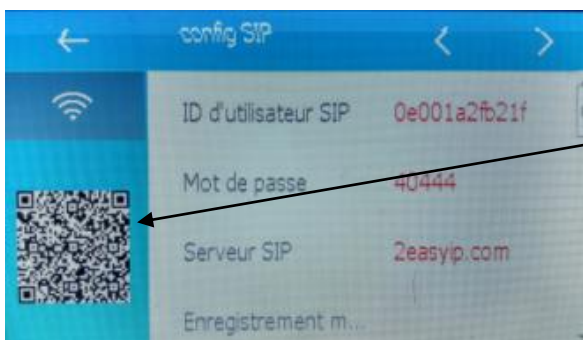 config SIP
ID d'utilisateur SIP 0e001a2fb21f
Mot de passe 40444
Serveur SIP 2easyip.com
Enregistrement m...